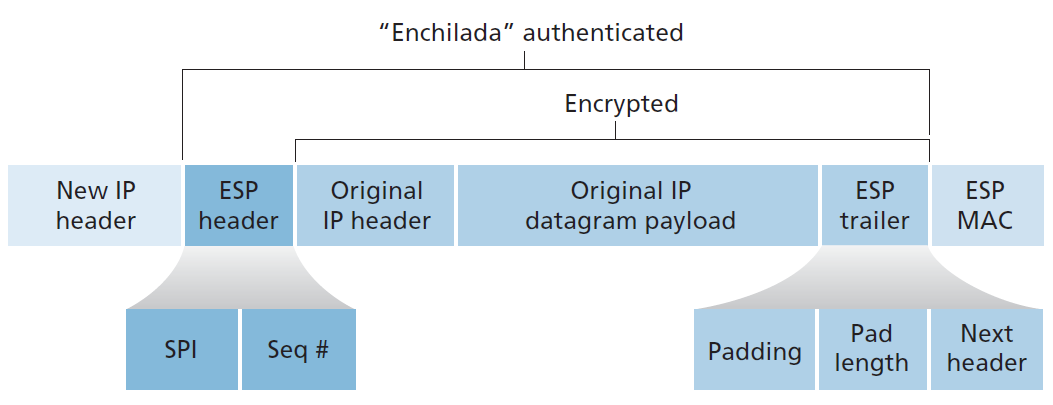 “Enchilada” authenticated
Encrypted
New IP
header
ESP
header
Original
IP header
Original IP
datagram payload
ESP
trailer
ESP
MAC
SPI
Seq #
Padding
Pad
length
Next
header